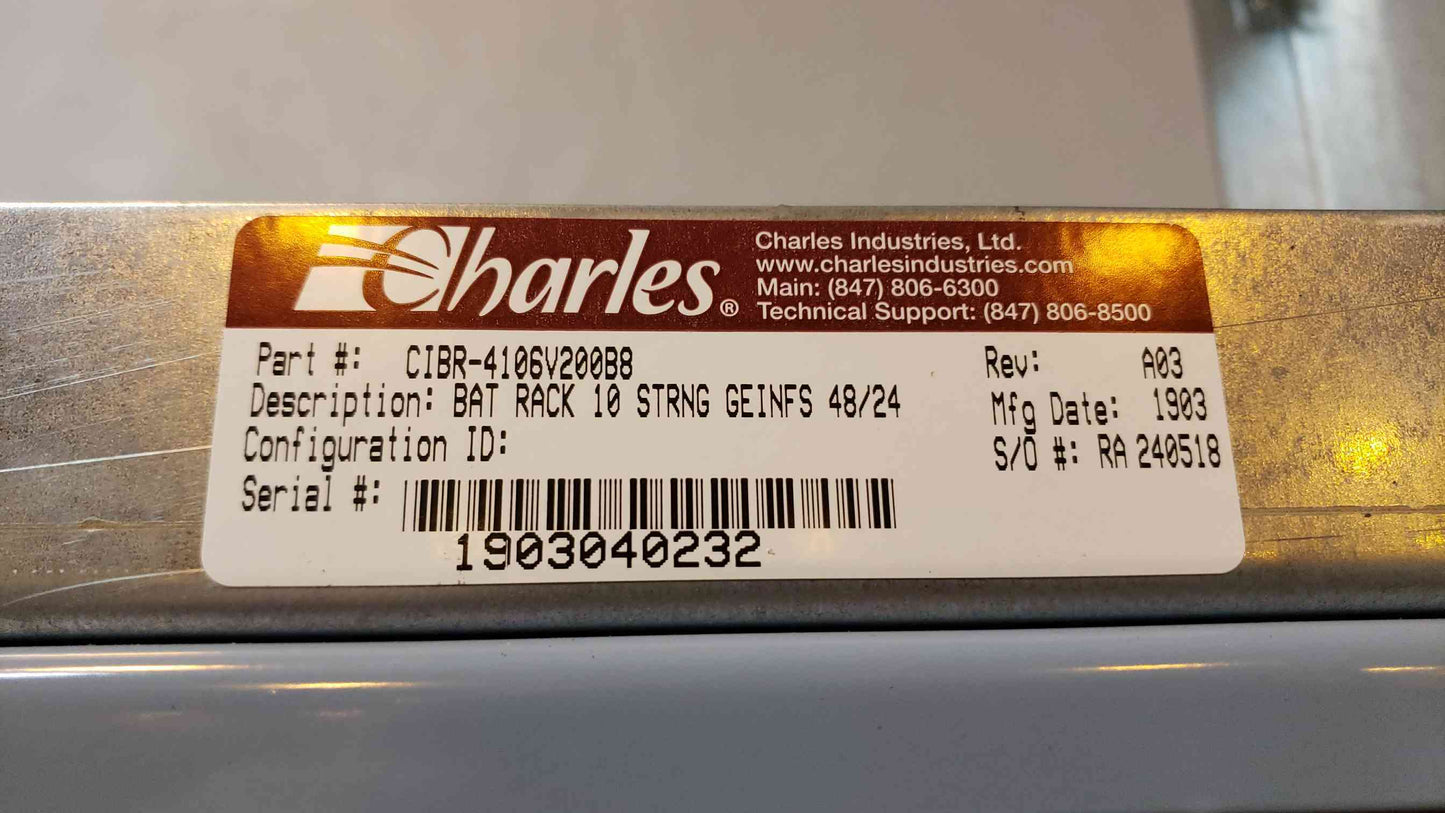 Charles®
Charles Industries, Ltd.
www.charlesindustries.com
Main: (847) 806-6300
Technical Support: (847) 806-8500
Part #: CIBR-4106V200B8 Rev: A03
Description: BAT RACK 10 STRNG GEINFS 48/24 Mfg Date: 1903
Configuration ID: S/O #: RA 240518
Serial #:
1903040232